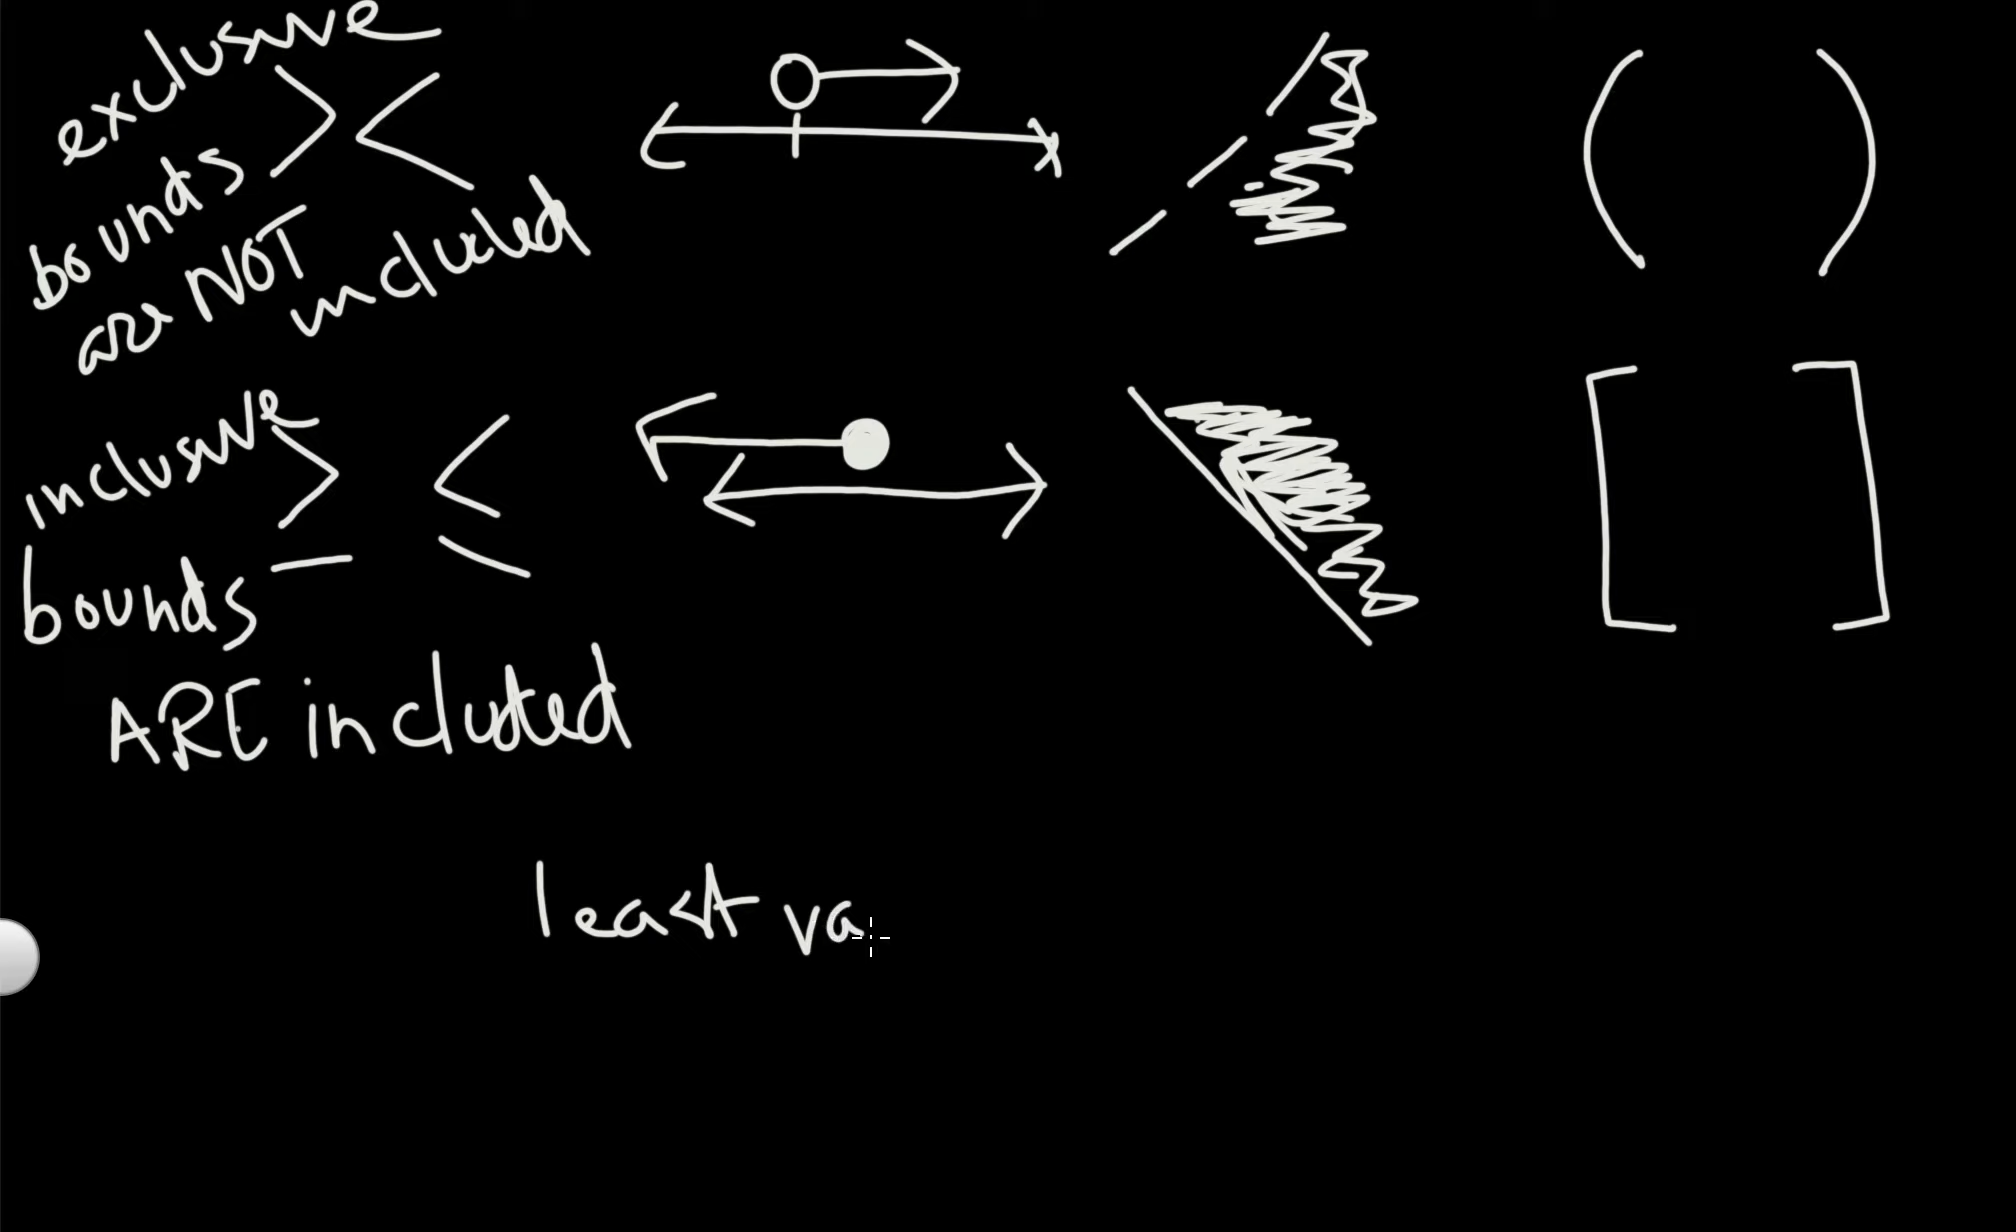 exclusive
bounds > <
are NOT
included
( )
inclusive
bounds ≥ ≤
ARE included
[ ]
least va